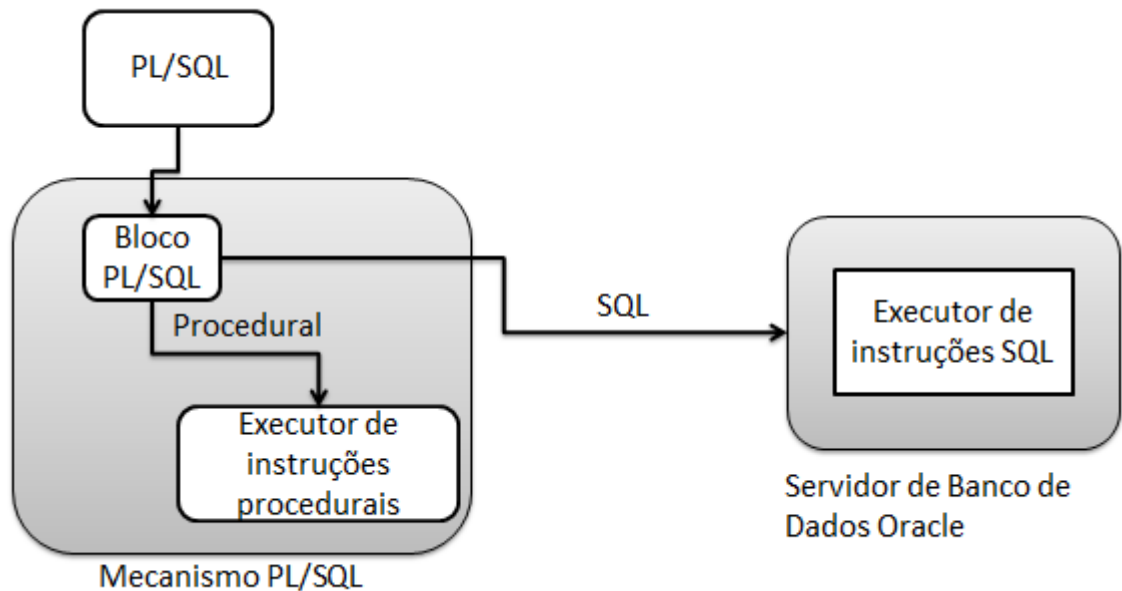 PL/SQL
Bloco
PL/SQL
Procedural
SQL
Executor de
instruções SQL
Executor de
instruções
procedurais
Servidor de Banco de
Dados Oracle
Mecanismo PL/SQL